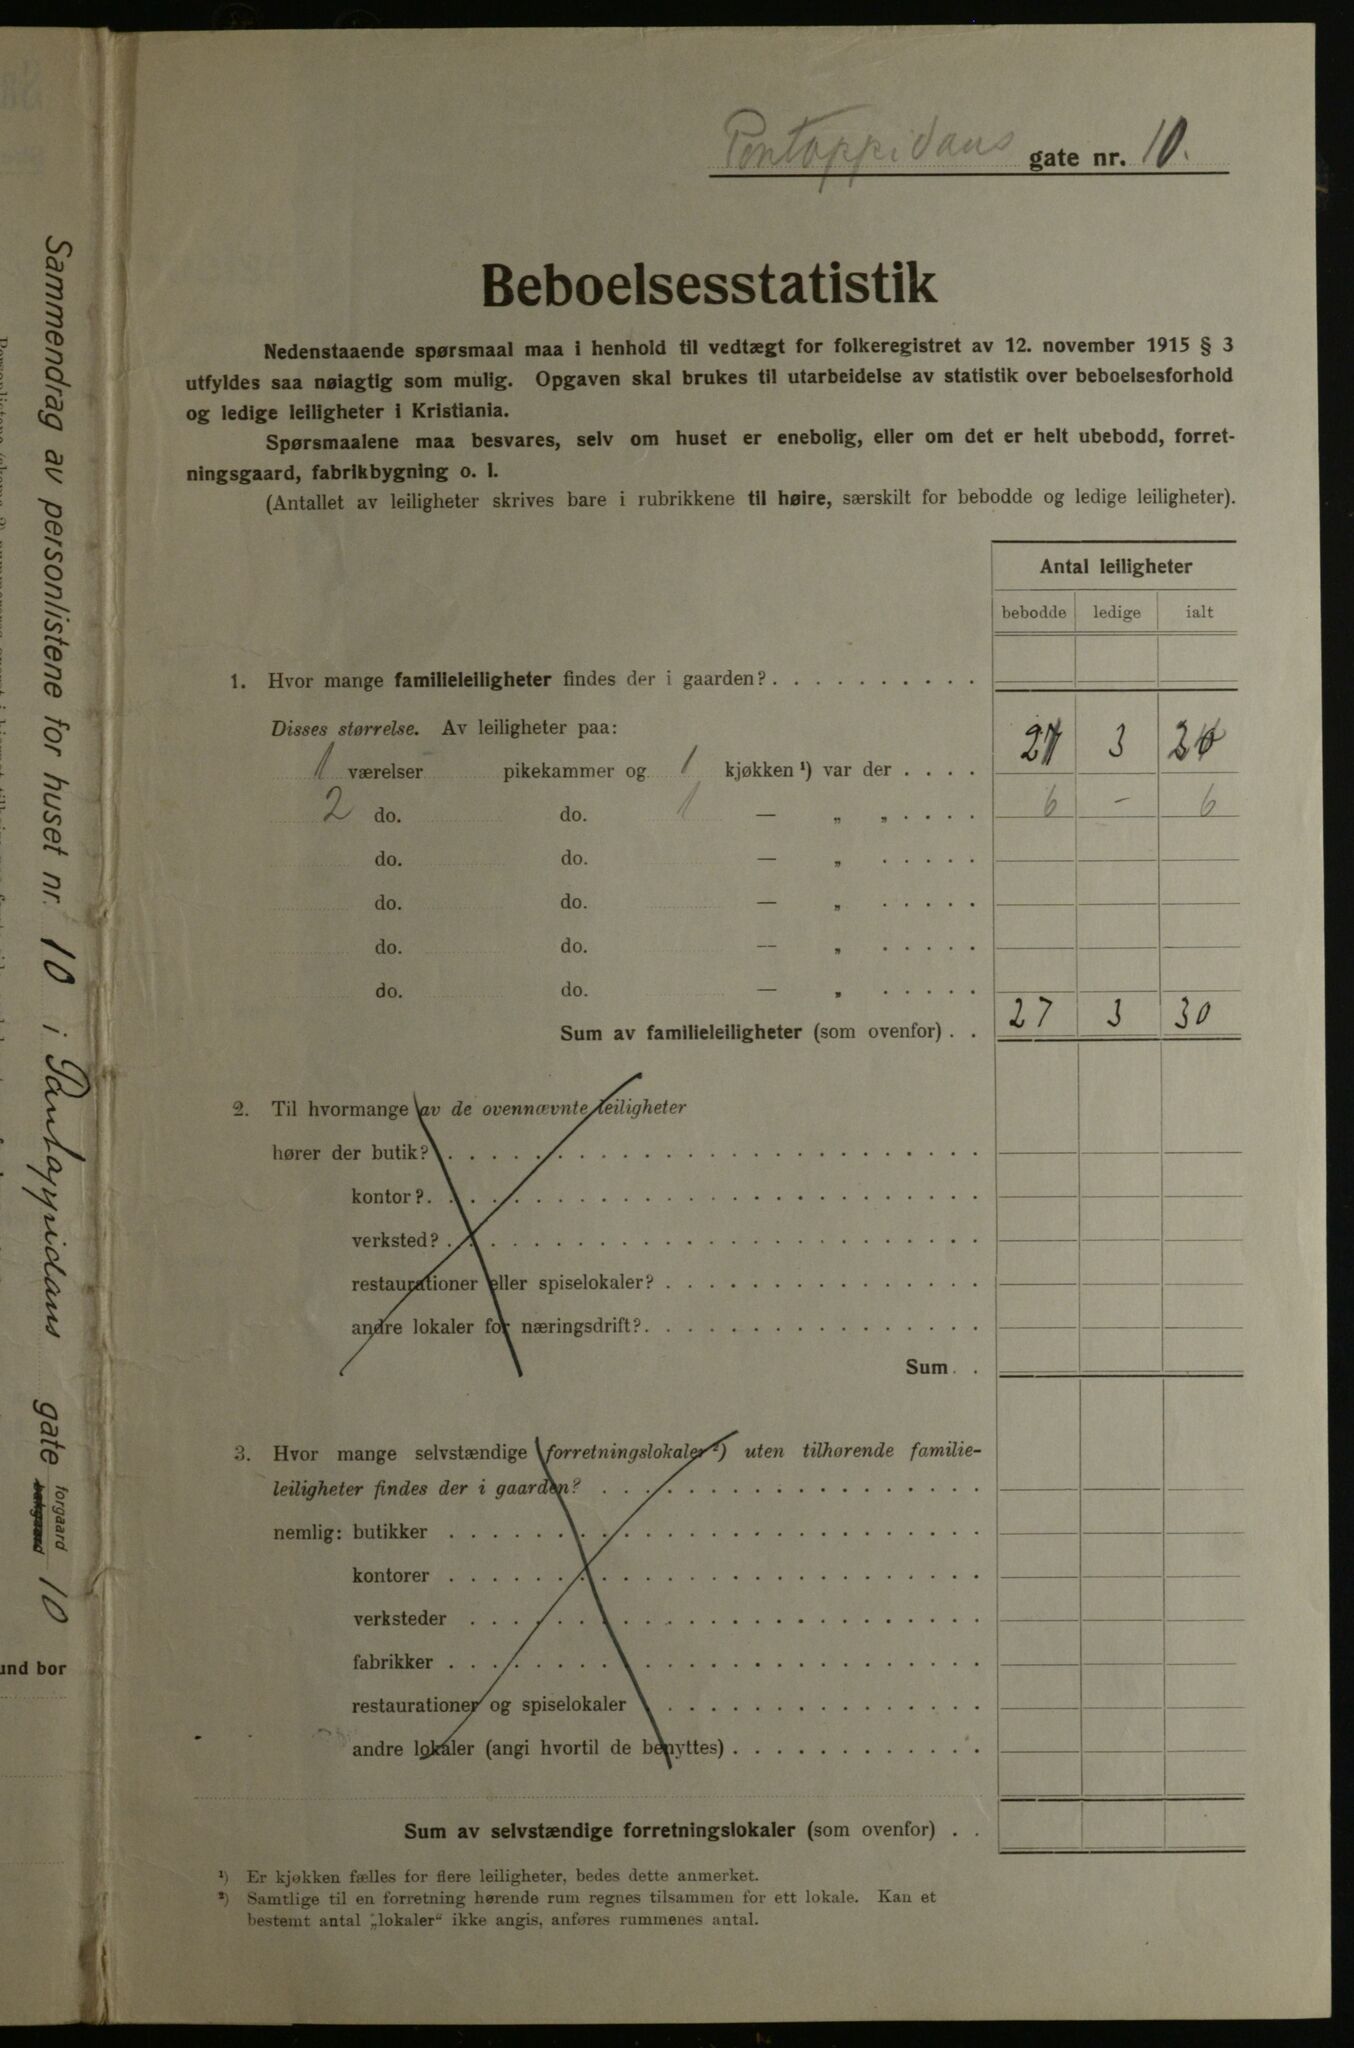 Pontoppidans gate nr. 10.
Beboelsesstatistik
Nedenstaaende spørsmaal maa i henhold til vedtægt for folkeregistret av 12. november 1915 § 3
utfyldes saa nøiagtig som mulig. Opgaven skal brukes til utarbeidelse av statistik over beboelsesforhold
og ledige leiligheter i Kristiania.
Spørsmaalene maa besvares, selv om huset er enebolig, eller om det er helt ubebodd, forret-
ningsgaard, fabrikbygning o. l.
(Antallet av leiligheter skrives bare i rubrikkene til høire, særskilt for bebodde og ledige leiligheter).
Antal leiligheter
bebodde ledige ialt
1. Hvor mange familieleiligheter findes der i gaarden? . . . . . . . . . .
Disses størrelse. Av leiligheter paa:
1 værelser pikekammer og 1 kjøkken ¹) var der . . . . 3
2 do. do. 1 — „ „ . . . . 6 – 6
do. do. — „ . . . . .
do. do. — „ . . . . .
do. do. — „ . . . . .
do. do. — „ . . . . .
Sum av familieleiligheter (som ovenfor) . . 27 3 30
2. Til hvormange av de ovennævnte leiligheter
hører der butik? . . . . . . . . . . . . . . . . . . .
kontor? . . . . . . . . . . . . . . . . . . . .
verksted? . . . . . . . . . . . . . . . . . . .
restaurationer eller spiselokaler? . . . . . . . . . . .
andre lokaler for næringsdrift? . . . . . . . . . . . .
Sum . .
3. Hvor mange selvstændige forretningslokaler ²) uten tilhørende familie-
leiligheter findes der i gaarden? . . . . . . . . . . . . . .
nemlig: butikker . . . . . . . . . . . . . . . . . . .
kontorer . . . . . . . . . . . . . . . . . . .
verksteder . . . . . . . . . . . . . . . . . .
fabrikker . . . . . . . . . . . . . . . . . . .
restaurationer og spiselokaler . . . . . . . . . . . .
andre lokaler (angi hvortil de benyttes) . . . . . . . . .
Sum av selvstændige forretningslokaler (som ovenfor) . .
¹) Er kjøkken fælles for flere leiligheter, bedes dette anmerket.
²) Samtlige til en forretning hørende rum regnes tilsammen for ett lokale. Kan et
bestemt antal „lokaler“ ikke angis, anføres rummenes antal.
Sammendrag av personlistene for huset nr. 10 i Pontoppidans gate forgaard bakgaard 10
und bor